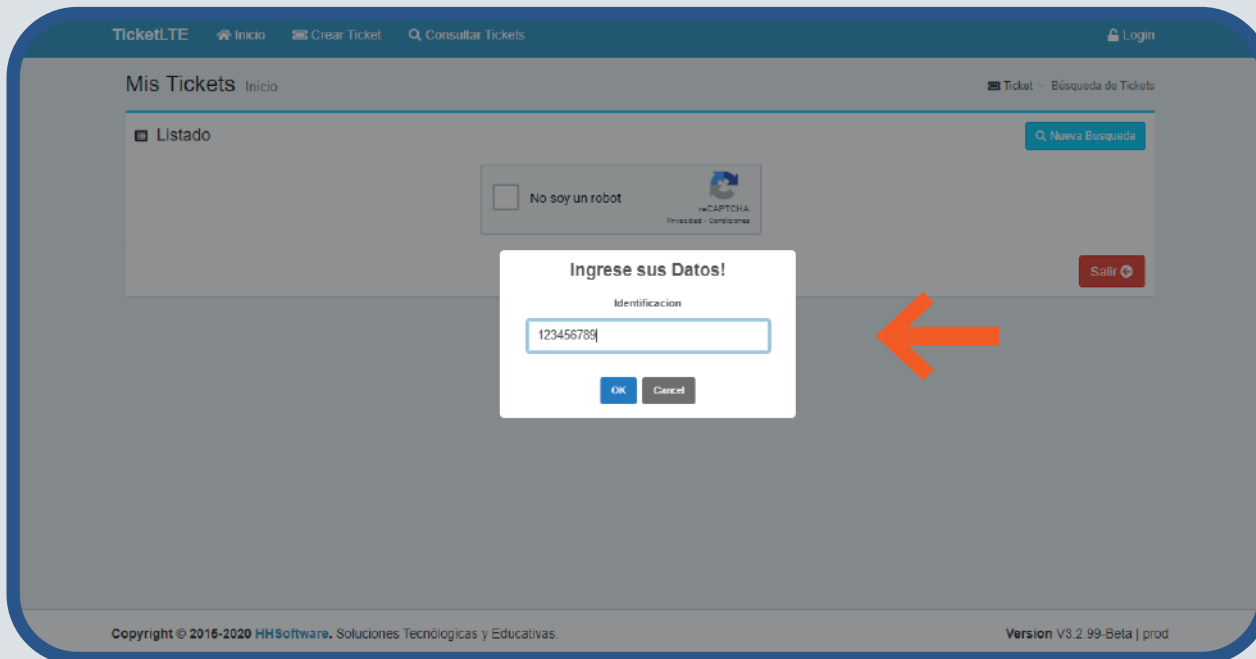 TicketLTE Inicio Crear Ticket Consultar Tickets Login
Mis Tickets Inicio Ticket > Búsqueda de Tickets
Listado Nueva Busqueda
No soy un robot
reCAPTCHA
Privacidad - Condiciones
Ingrese sus Datos!
Salir
Identificacion
123456789
OK Cancel
Copyright © 2015-2020 HHSoftware. Soluciones Tecnólogicas y Educativas. Version V3.2.99-Beta | prod